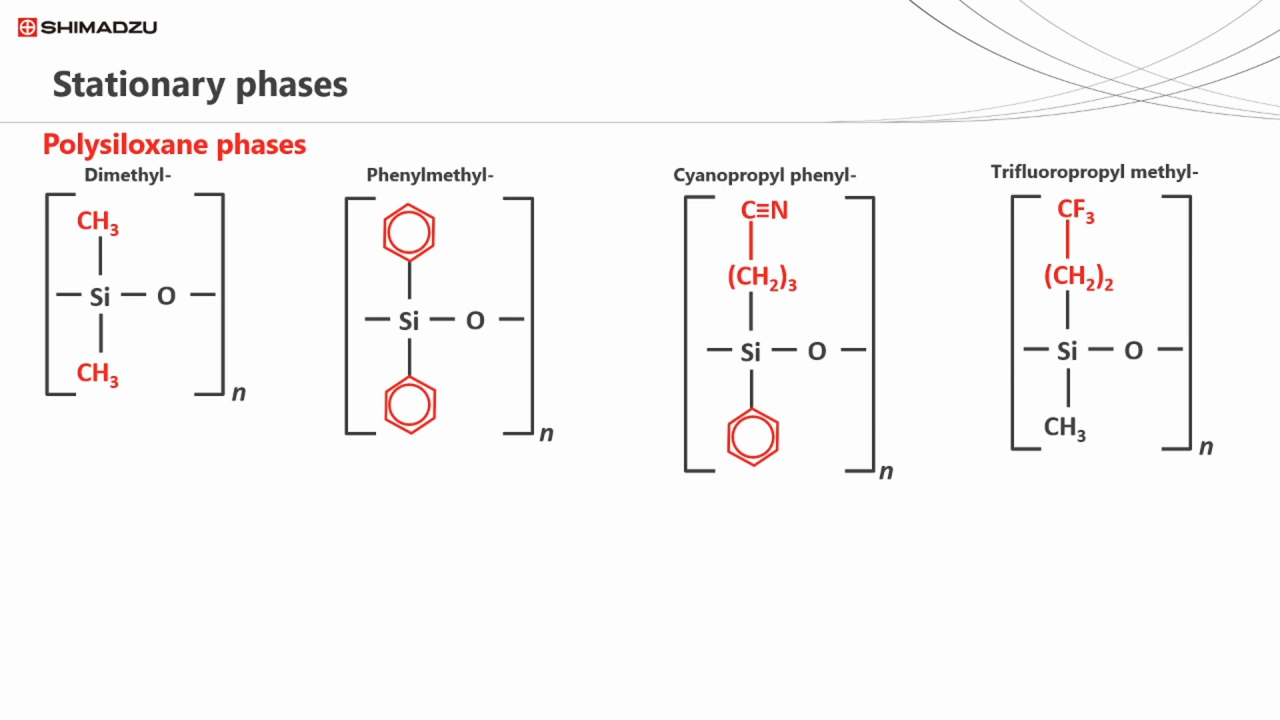 SHIMADZU
Stationary phases
Polysiloxane phases
Dimethyl-
CH₃
Si O
CH₃
n
Phenylmethyl-
Si O
n
Cyanopropyl phenyl-
C≡N
(CH₂)₃
Si O
n
Trifluoropropyl methyl-
CF₃
(CH₂)₂
Si O
CH₃
n